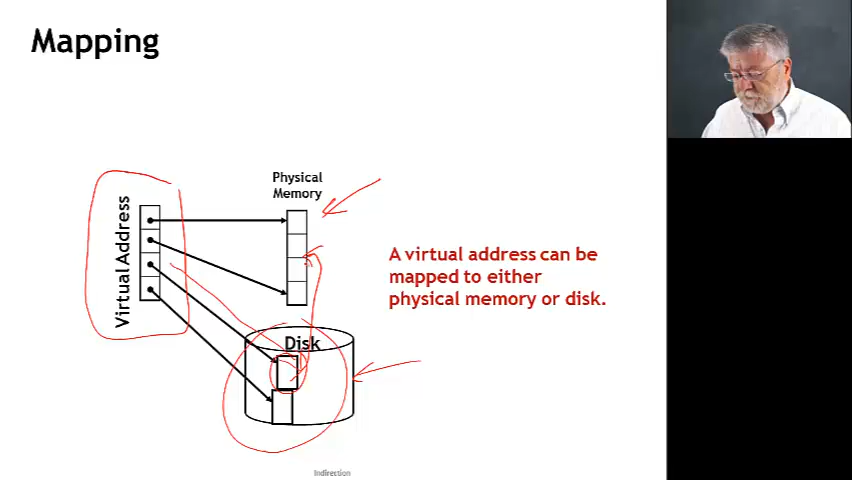 Mapping
Physical
Memory
Virtual Address
A virtual address can be
mapped to either
physical memory or disk.
Disk
Indirection